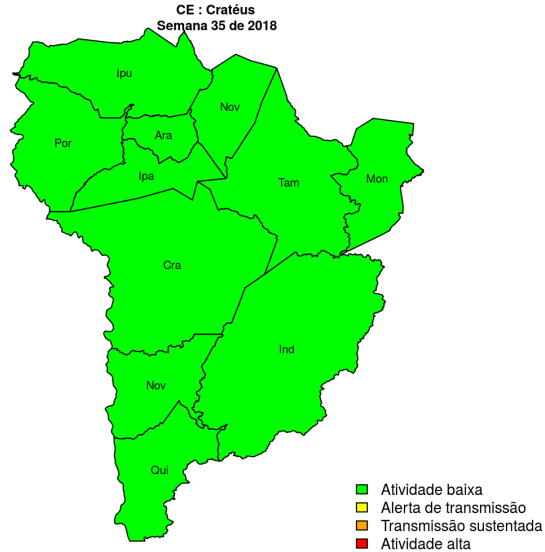 CE : Cratéus
Semana 35 de 2018
Ipu
Nov
Por
Ara
Ipa
Tam
Mon
Cra
Ind
Nov
Qui
Atividade baixa
Alerta de transmissão
Transmissão sustentada
Atividade alta